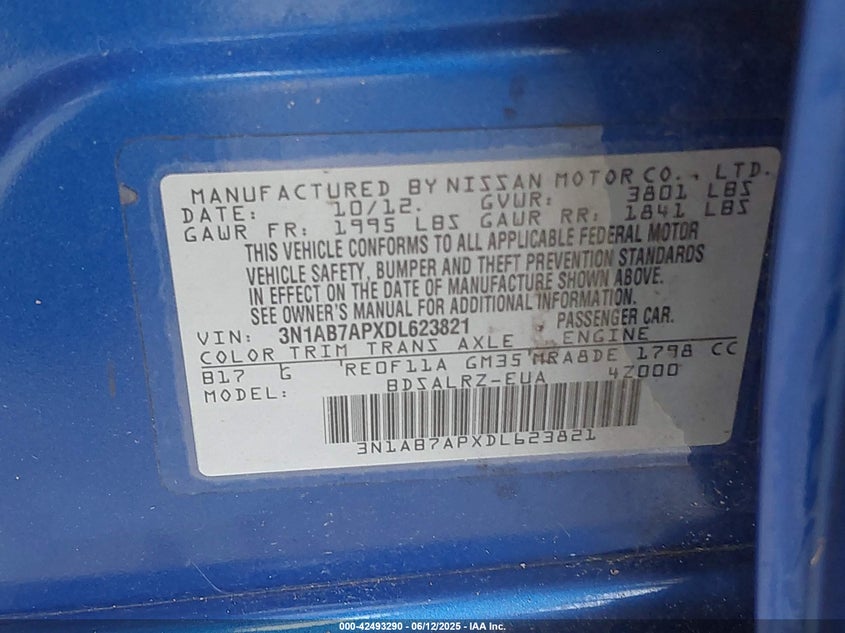 MANUFACTURED BY NISSAN MOTOR CO., LTD.
DATE: 10/12. GVWR: 3801 LBS
GAWR FR: 1995 LBS GAWR RR: 1841 LBS
THIS VEHICLE CONFORMS TO ALL APPLICABLE FEDERAL MOTOR
VEHICLE SAFETY, BUMPER AND THEFT PREVENTION STANDARDS
IN EFFECT ON THE DATE OF MANUFACTURE SHOWN ABOVE.
SEE OWNER'S MANUAL FOR ADDITIONAL INFORMATION.
VIN: 3N1AB7APXDL623821 PASSENGER CAR.
COLOR TRIM TRANS AXLE ENGINE
B17 G RE0F11A GM35 MRA8DE 1798 CC
MODEL: BDSALRZ-EUA 4Z000
3N1AB7APXDL623821
000-42493290 - 06/12/2025 - IAA Inc.